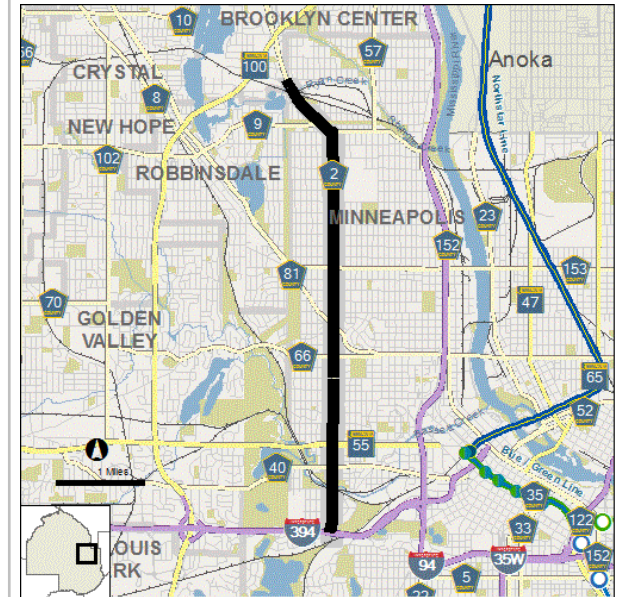 BROOKLYN CENTER
10
57
Anoka
100
CRYSTAL
8
NEW HOPE
9
102
ROBBINSDALE
2
MINNEAPOLIS
23
152
Northstar Line
Mississippi River
81
153
70
47
GOLDEN
VALLEY
66
65
52
55
40
1 Miles
Blue / Green Line
35
33
122
394
OUIS
RK
94
35W
152
5